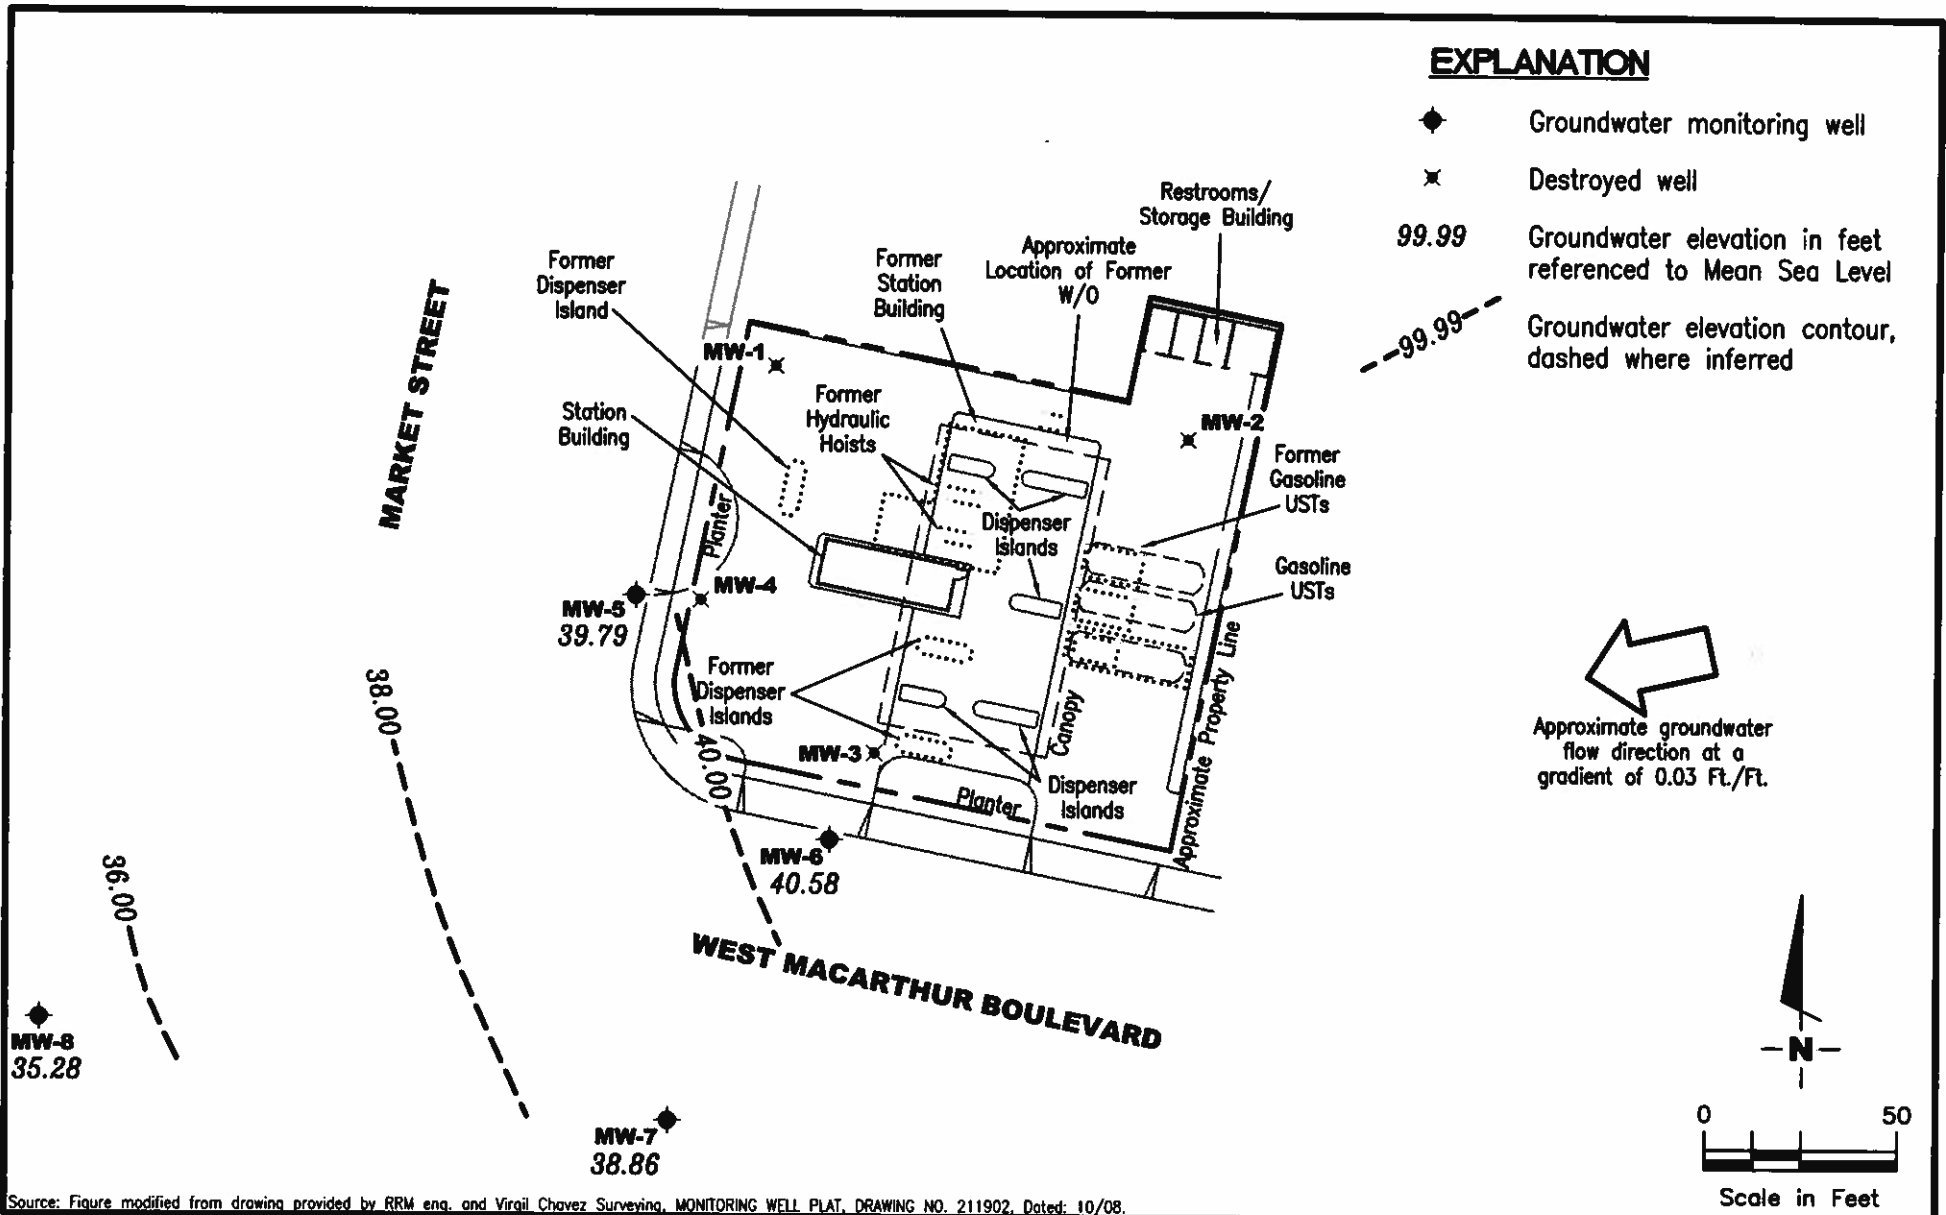 EXPLANATION
Groundwater monitoring well
Destroyed well
99.99
Groundwater elevation in feet
referenced to Mean Sea Level
99.99
Groundwater elevation contour,
dashed where inferred
Restrooms/
Storage Building
Approximate
Location of Former
W/O
Former
Station
Building
Former
Dispenser
Island
MARKET STREET
MW-1
Former
Hydraulic
Hoists
Station
Building
MW-2
Former
Gasoline
USTs
Dispenser
Islands
Planter
Gasoline
USTs
MW-4
MW-5
39.79
Former
Dispenser
Islands
38.00
40.00
MW-3
Canopy
Approximate Property Line
Dispenser
Islands
Planter
Approximate groundwater
flow direction at a
gradient of 0.03 Ft./Ft.
MW-6
40.58
36.00
WEST MACARTHUR BOULEVARD
MW-8
35.28
N
MW-7
38.86
0 50
Scale in Feet
Source: Figure modified from drawing provided by RRM eng. and Virgil Chavez Surveying, MONITORING WELL PLAT, DRAWING NO. 211902, Dated: 10/08.